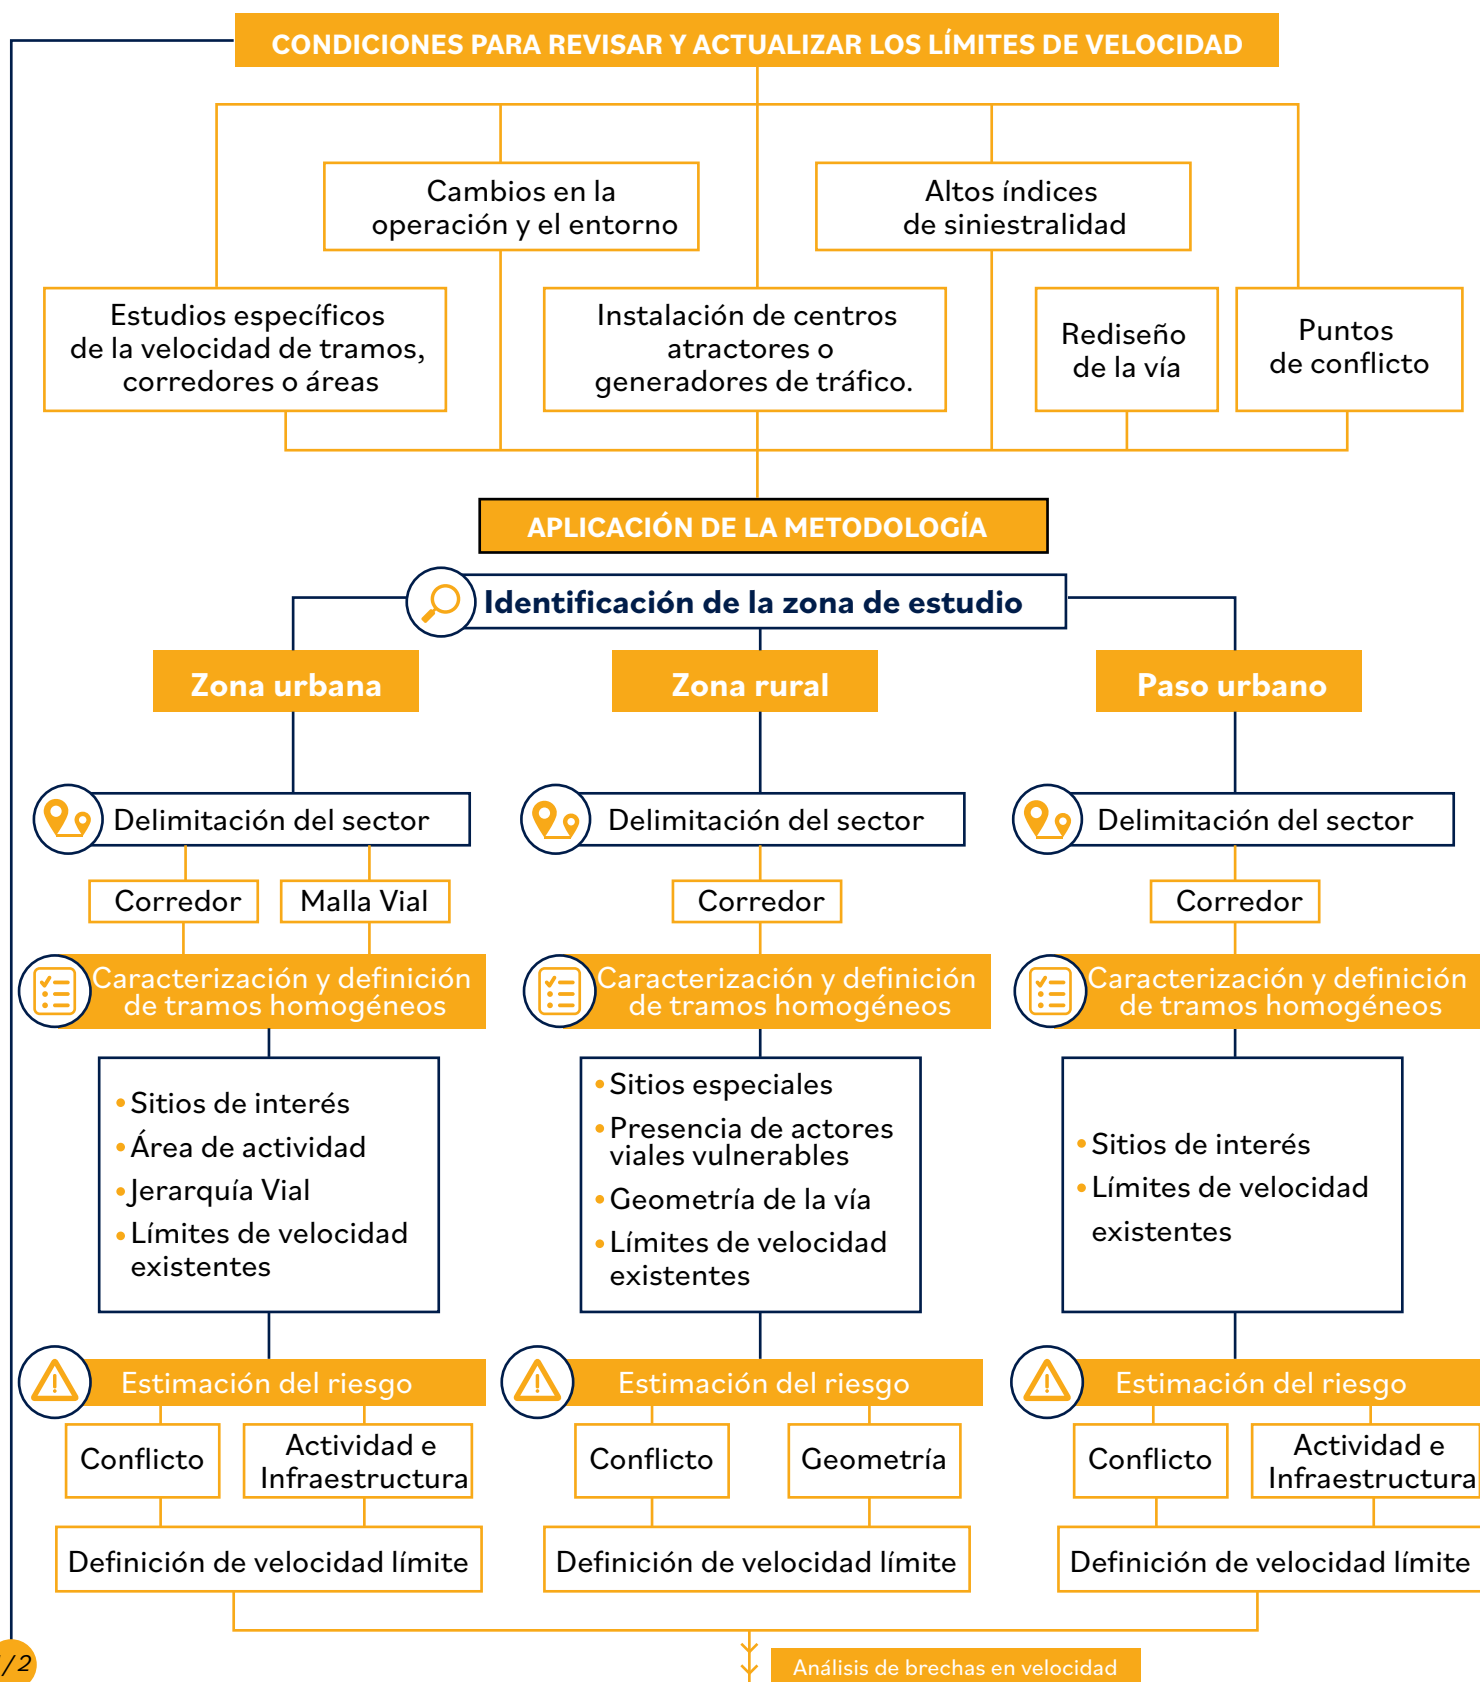 CONDICIONES PARA REVISAR Y ACTUALIZAR LOS LÍMITES DE VELOCIDAD
Cambios en la
operación y el entorno
Altos índices
de siniestralidad
Estudios específicos
de la velocidad de tramos,
corredores o áreas
Instalación de centros
atractores o
generadores de tráfico.
Rediseño
de la vía
Puntos
de conflicto
APLICACIÓN DE LA METODOLOGÍA
Identificación de la zona de estudio
Zona urbana
Zona rural
Paso urbano
Delimitación del sector
Delimitación del sector
Delimitación del sector
Corredor
Malla Vial
Corredor
Corredor
Caracterización y definición
de tramos homogéneos
Caracterización y definición
de tramos homogéneos
Caracterización y definición
de tramos homogéneos
•Sitios de interés
•Área de actividad
•Jerarquía Vial
•Límites de velocidad
existentes
•Sitios especiales
•Presencia de actores
viales vulnerables
•Geometría de la vía
•Límites de velocidad
existentes
•Sitios de interés
•Límites de velocidad
existentes
Estimación del riesgo
Estimación del riesgo
Estimación del riesgo
Conflicto
Actividad e
Infraestructura
Conflicto
Geometría
Conflicto
Actividad e
Infraestructura
Definición de velocidad límite
Definición de velocidad límite
Definición de velocidad límite
/2
Análisis de brechas en velocidad